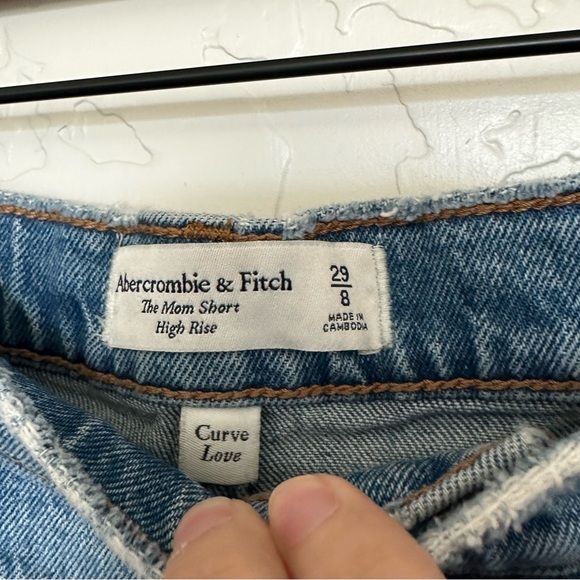 Abercrombie & Fitch
The Mom Short
High Rise
29
8
MADE IN
CAMBODIA
Curve
Love